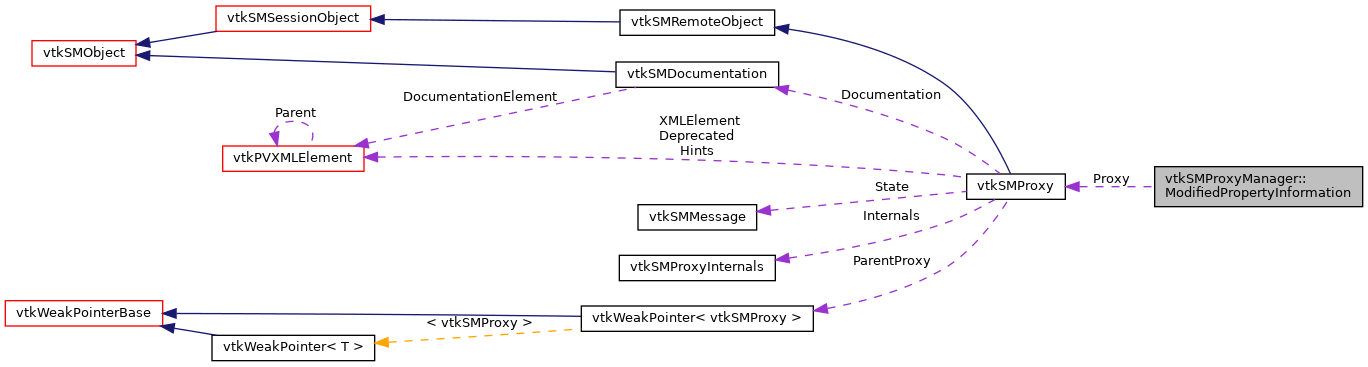 vtkSMSessionObject
vtkSMRemoteObject
vtkSMObject
vtkSMDocumentation
DocumentationElement
Documentation
Parent
XMLElement
Deprecated
Hints
vtkPVXMLElement
vtkSMProxy
Proxy
vtkSMProxyManager::
ModifiedPropertyInformation
State
vtkSMMessage
Internals
vtkSMProxyInternals
ParentProxy
vtkWeakPointerBase
vtkWeakPointer< vtkSMProxy >
< vtkSMProxy >
vtkWeakPointer< T >